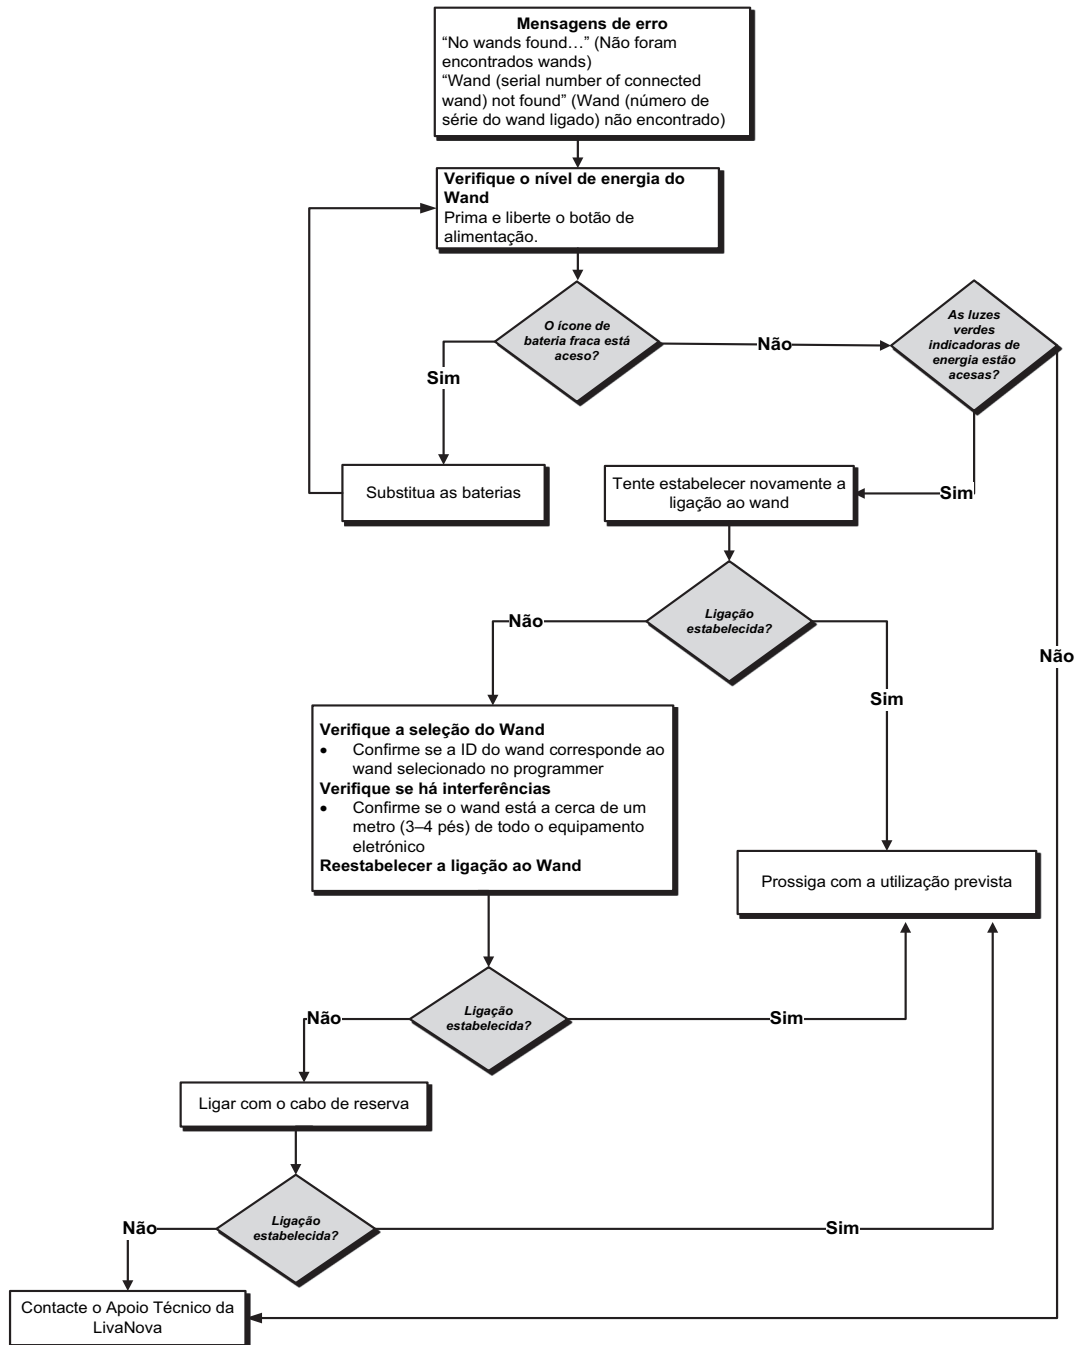 Mensagens de erro
“No wands found…” (Não foram
encontrados wands)
“Wand (serial number of connected
wand) not found” (Wand (número de
série do wand ligado) não encontrado)
Verifique o nível de energia do
Wand
Prima e liberte o botão de
alimentação.
O ícone de
bateria fraca está
aceso?
Não
As luzes
verdes
indicadoras de
energia estão
acesas?
Sim
Substitua as baterias
Tente estabelecer novamente a
ligação ao wand
Sim
Ligação
estabelecida?
Não
Sim
Não
Verifique a seleção do Wand
• Confirme se a ID do wand corresponde ao
wand selecionado no programmer
Verifique se há interferências
• Confirme se o wand está a cerca de um
metro (3–4 pés) de todo o equipamento
eletrónico
Reestabelecer a ligação ao Wand
Prossiga com a utilização prevista
Ligação
estabelecida?
Não
Sim
Ligar com o cabo de reserva
Ligação
estabelecida?
Não
Sim
Contacte o Apoio Técnico da
LivaNova